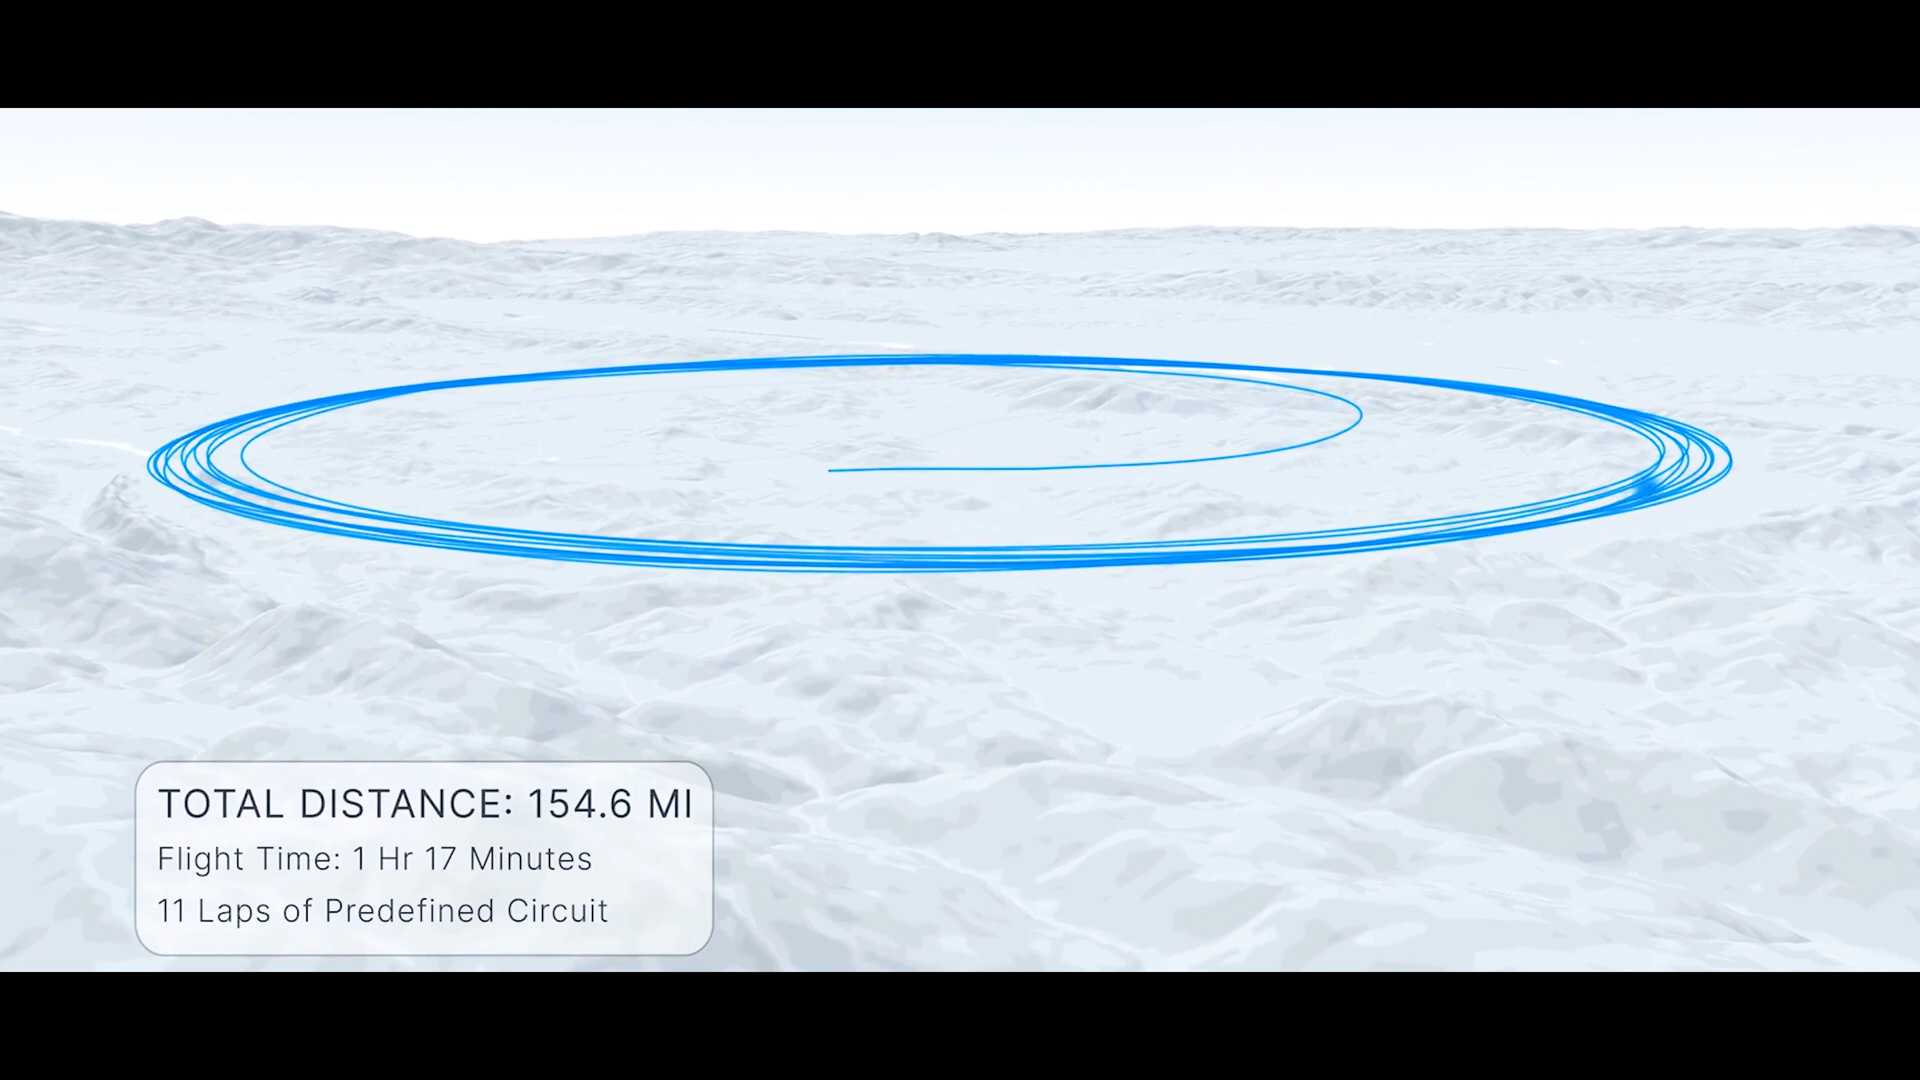 TOTAL DISTANCE: 154.6 MI
Flight Time: 1 Hr 17 Minutes
11 Laps of Predefined Circuit